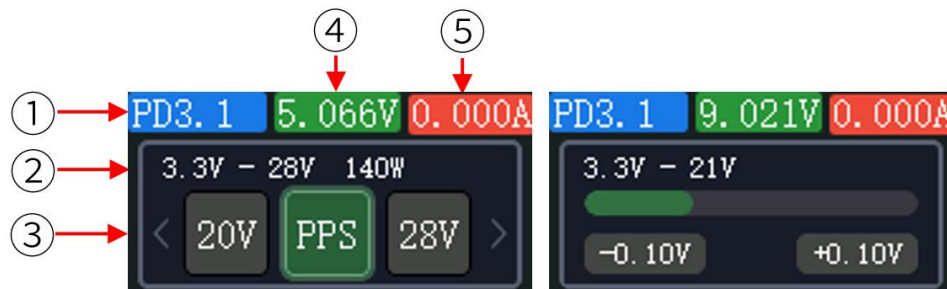 ④ ⑤
① PD3.1 5.066V 0.000A
② 3.3V - 28V 140W
③ < 20V PPS 28V >
PD3.1 9.021V 0.000A
3.3V - 21V
-0.10V +0.10V